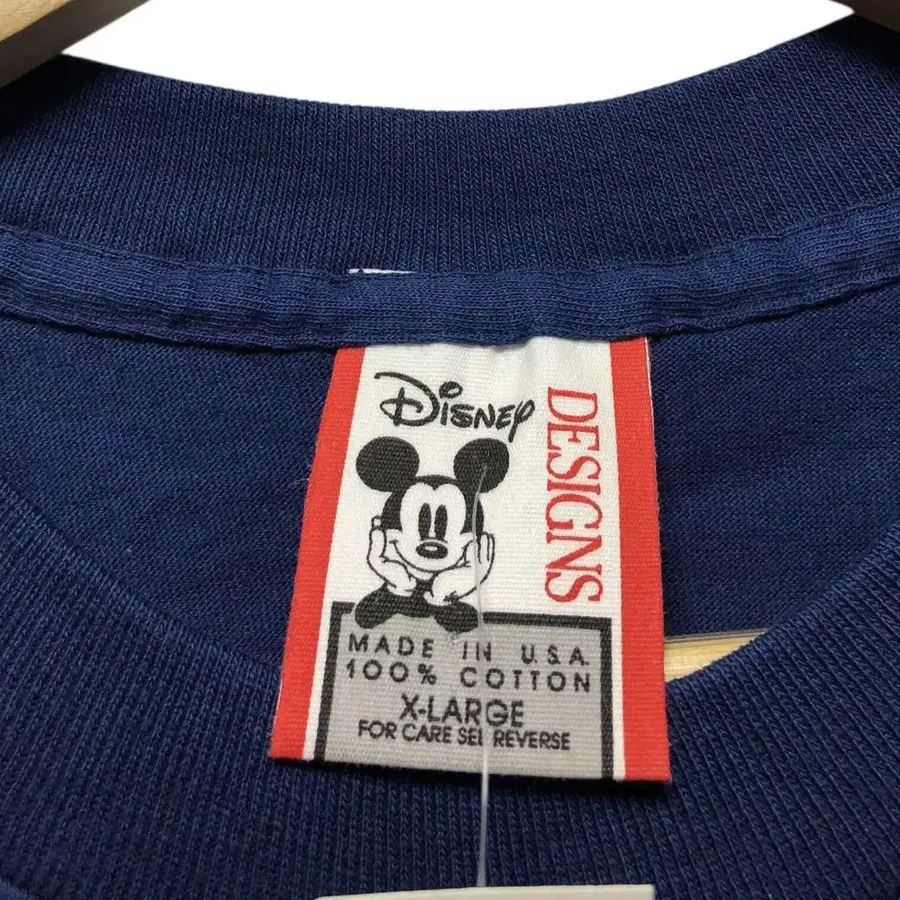 Disney
DESIGNS
MADE IN U.S.A.
100% COTTON
X-LARGE
FOR CARE SEE REVERSE